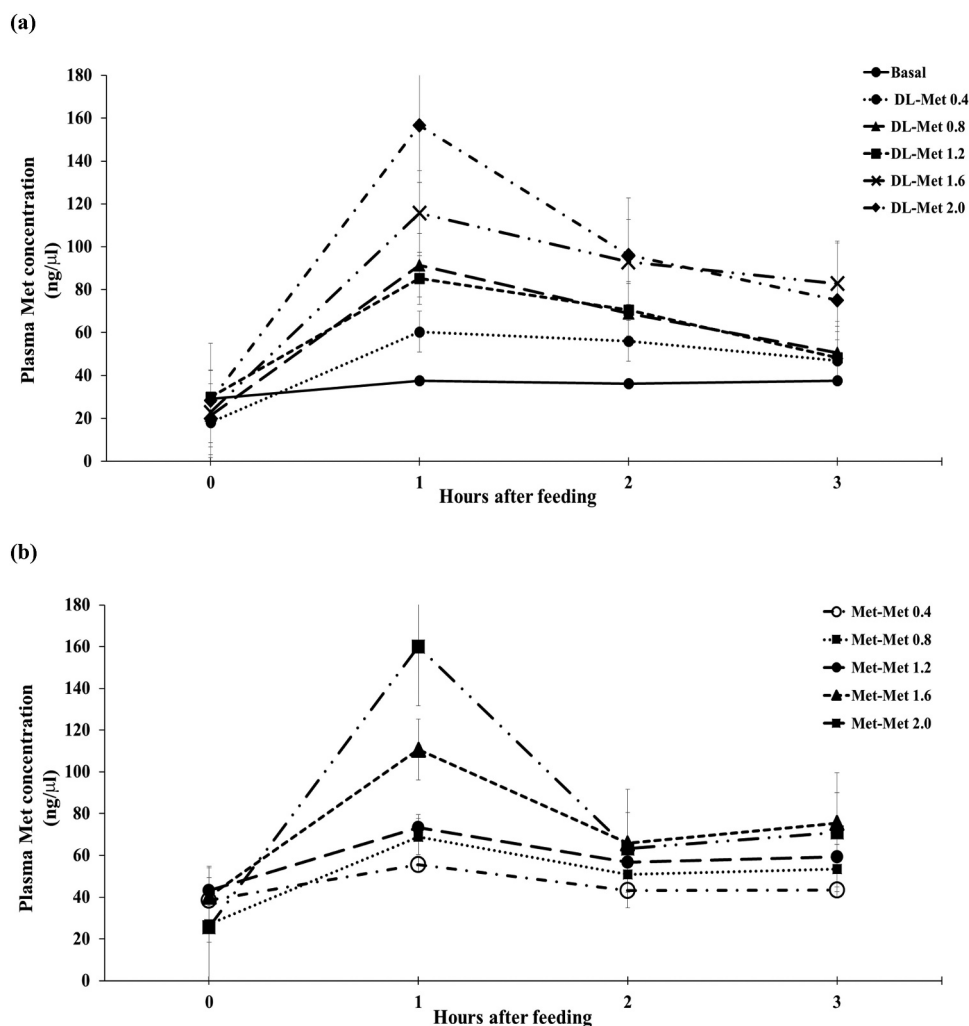 (a)
180
160
140
120
100
80
60
40
20
0
Plasma Met concentration
(ng/µl)
0
1
2
3
Hours after feeding
Basal
DL-Met 0.4
DL-Met 0.8
DL-Met 1.2
DL-Met 1.6
DL-Met 2.0
(b)
180
160
140
120
100
80
60
40
20
0
Plasma Met concentration
(ng/µl)
0
1
2
3
Hours after feeding
Met-Met 0.4
Met-Met 0.8
Met-Met 1.2
Met-Met 1.6
Met-Met 2.0